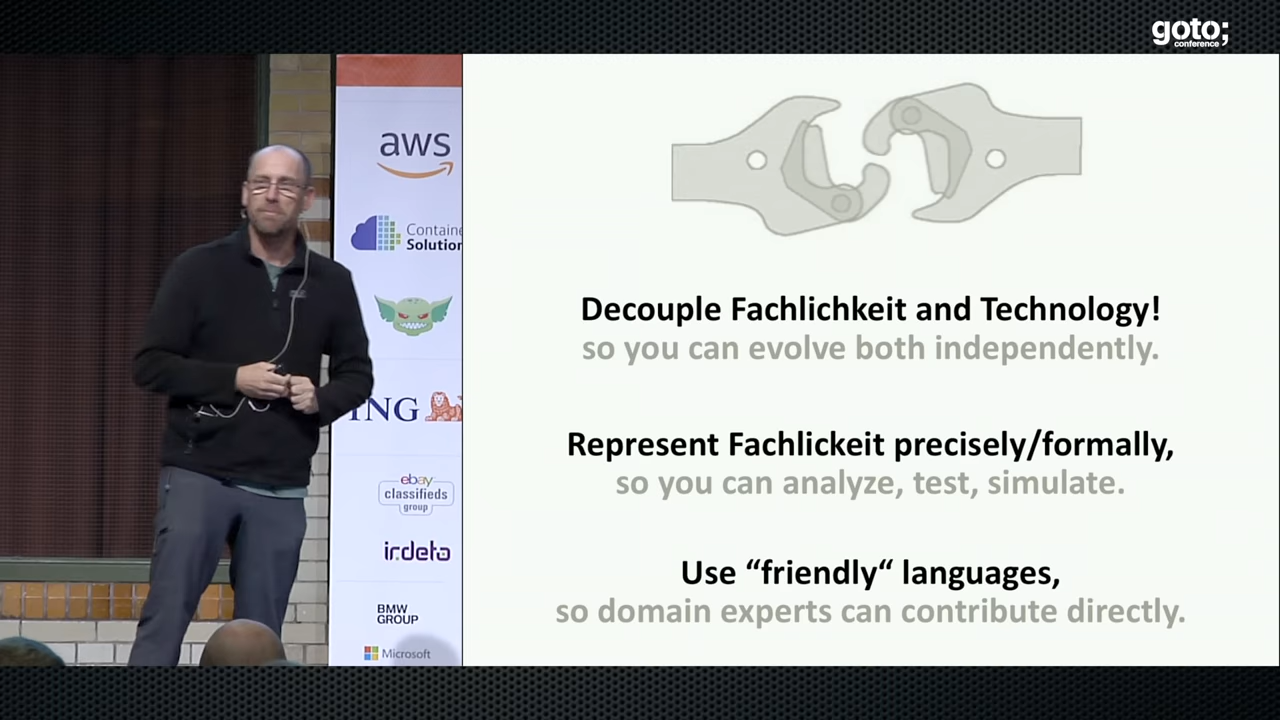 goto;
conference
aws
Containe
Solution
ING
ebay
classifieds
group
irdeto
BMW
GROUP
Microsoft
Decouple Fachlichkeit and Technology!
so you can evolve both independently.
Represent Fachlickeit precisely/formally,
so you can analyze, test, simulate.
Use “friendly“ languages,
so domain experts can contribute directly.